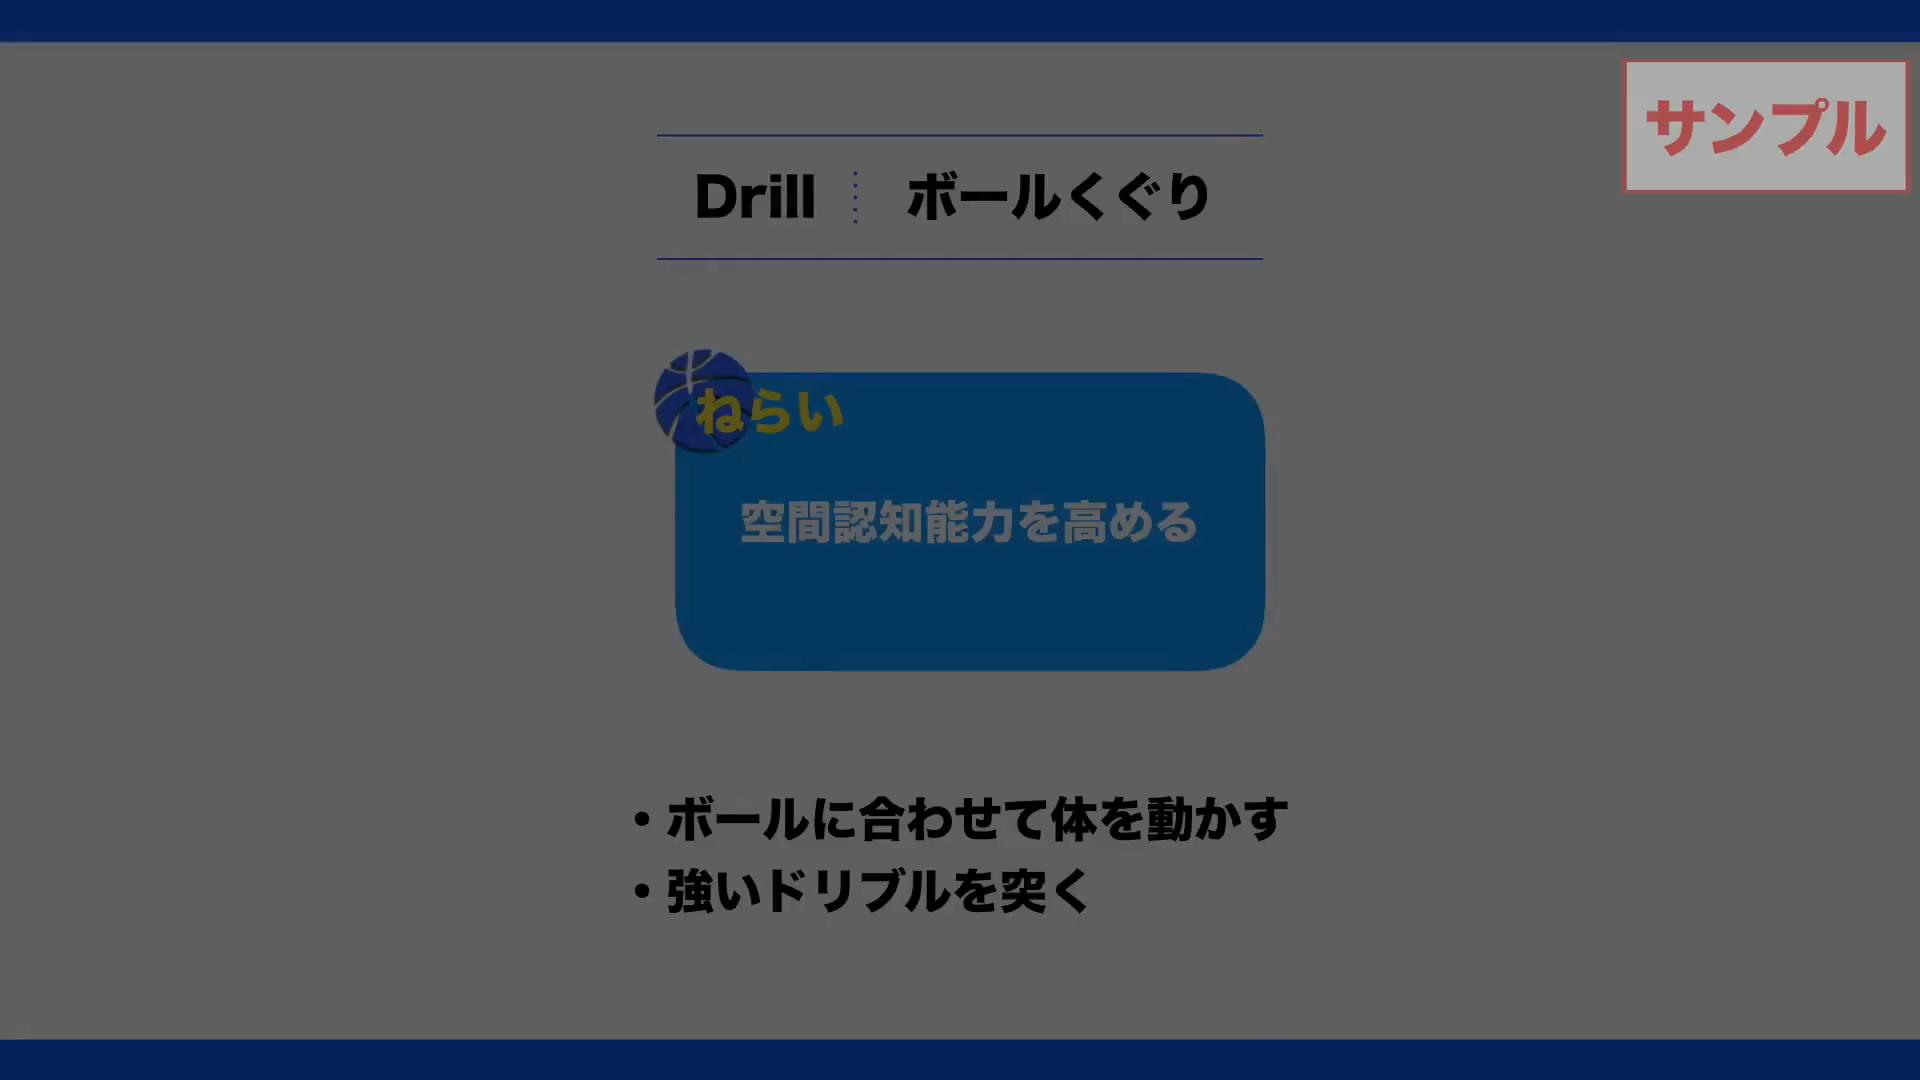 サンプル
Drill ボールくぐり
ねらい
空間認知能力を高める
・ボールに合わせて体を動かす
・強いドリブルを突く